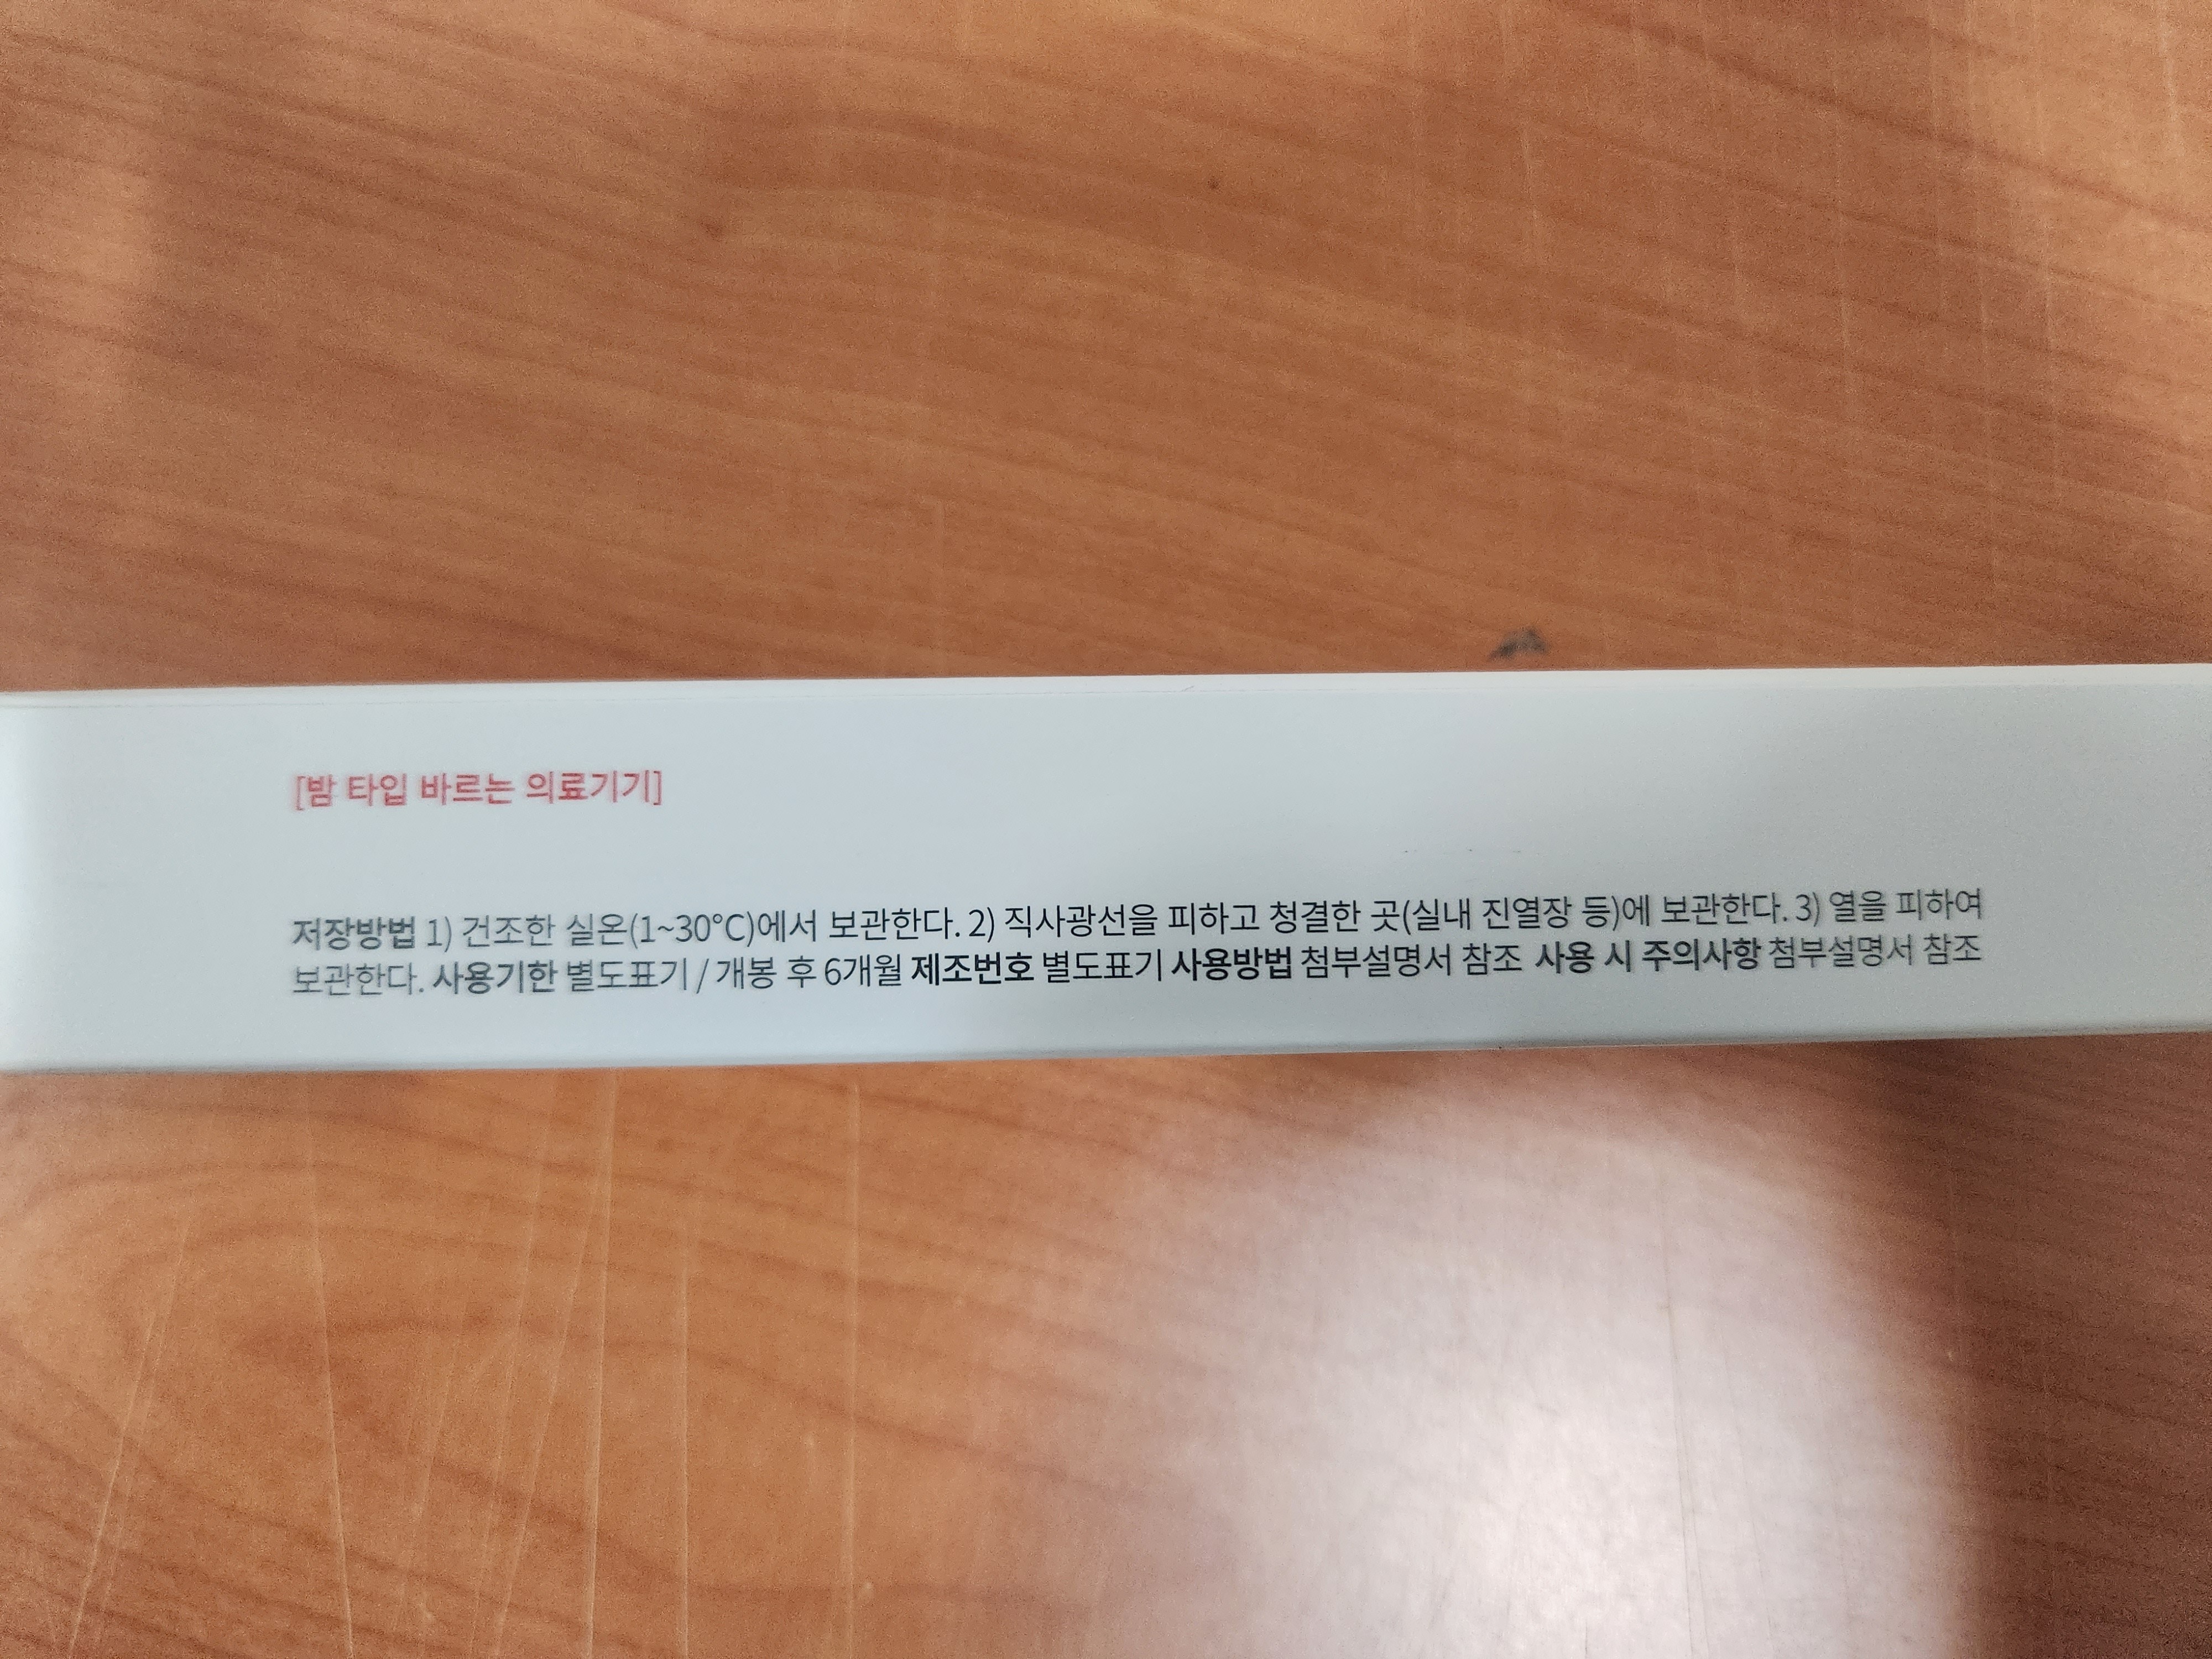 [밤 타입 바르는 의료기기]
저장방법 1) 건조한 실온(1~30°C)에서 보관한다. 2) 직사광선을 피하고 청결한 곳(실내 진열장 등)에 보관한다. 3) 열을 피하여
보관한다. 사용기한 별도표기 / 개봉 후 6개월 제조번호 별도표기 사용방법 첨부설명서 참조 사용 시 주의사항 첨부설명서 참조